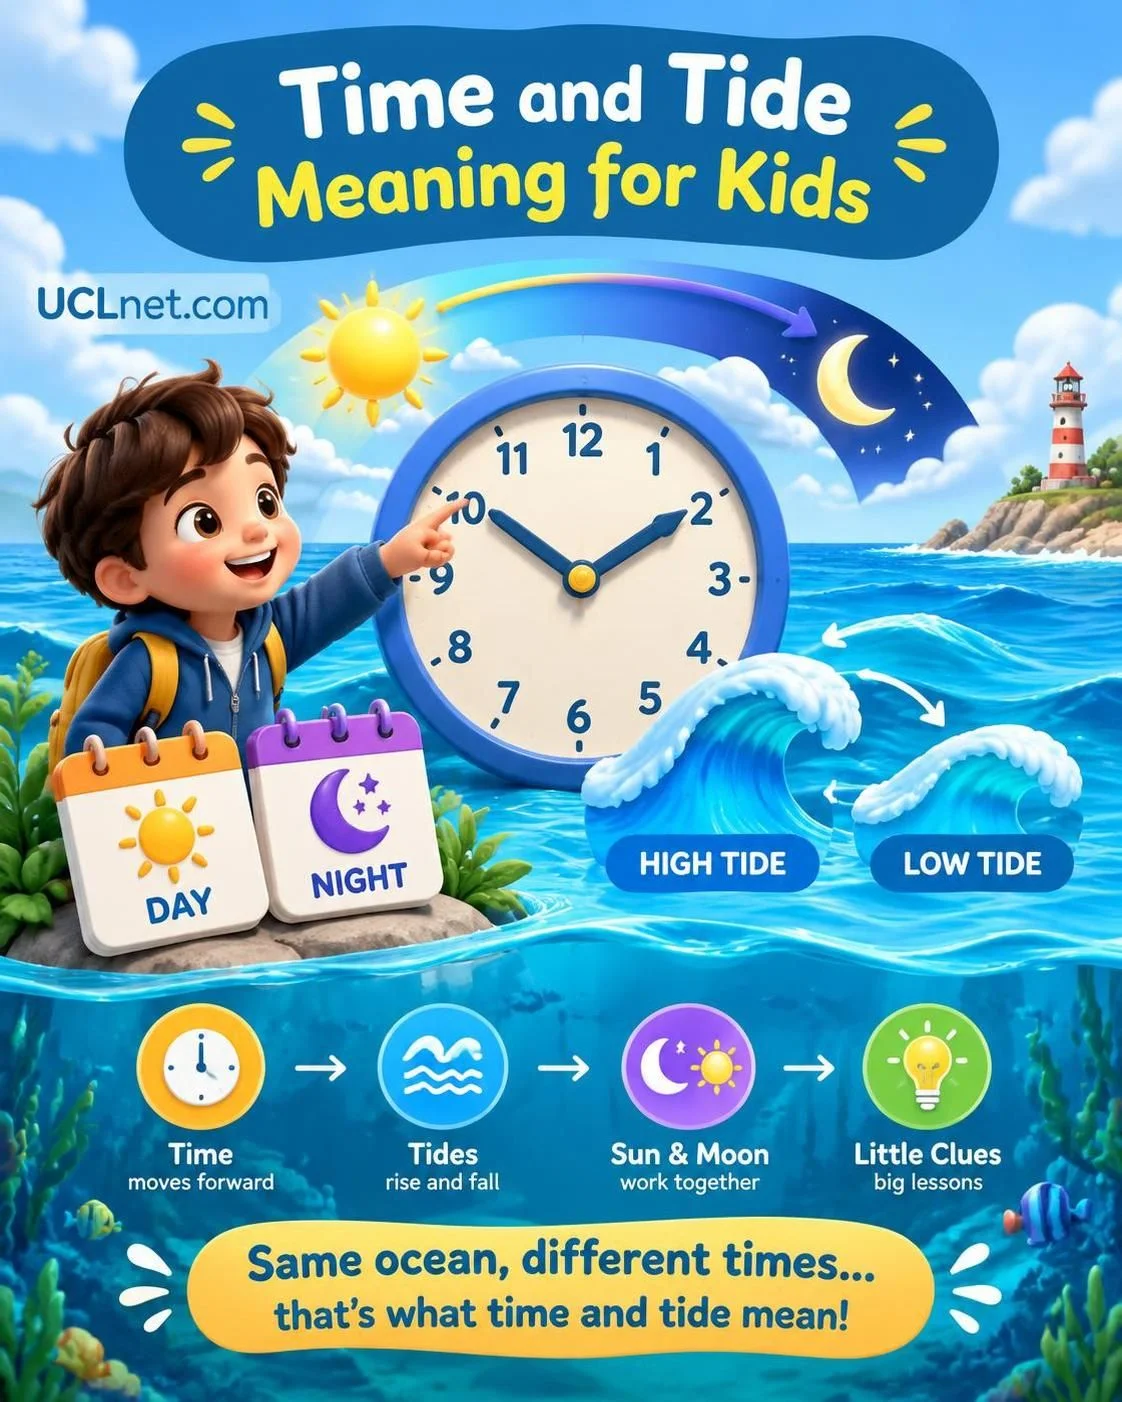 Time and Tide
Meaning for Kids
UCLnet.com
12
11
1
10
2
9
3
8
4
7
5
6
DAY
NIGHT
HIGH TIDE
LOW TIDE
Time
moves forward
Tides
rise and fall
Sun & Moon
work together
Little Clues
big lessons
Same ocean, different times...
that's what time and tide mean!